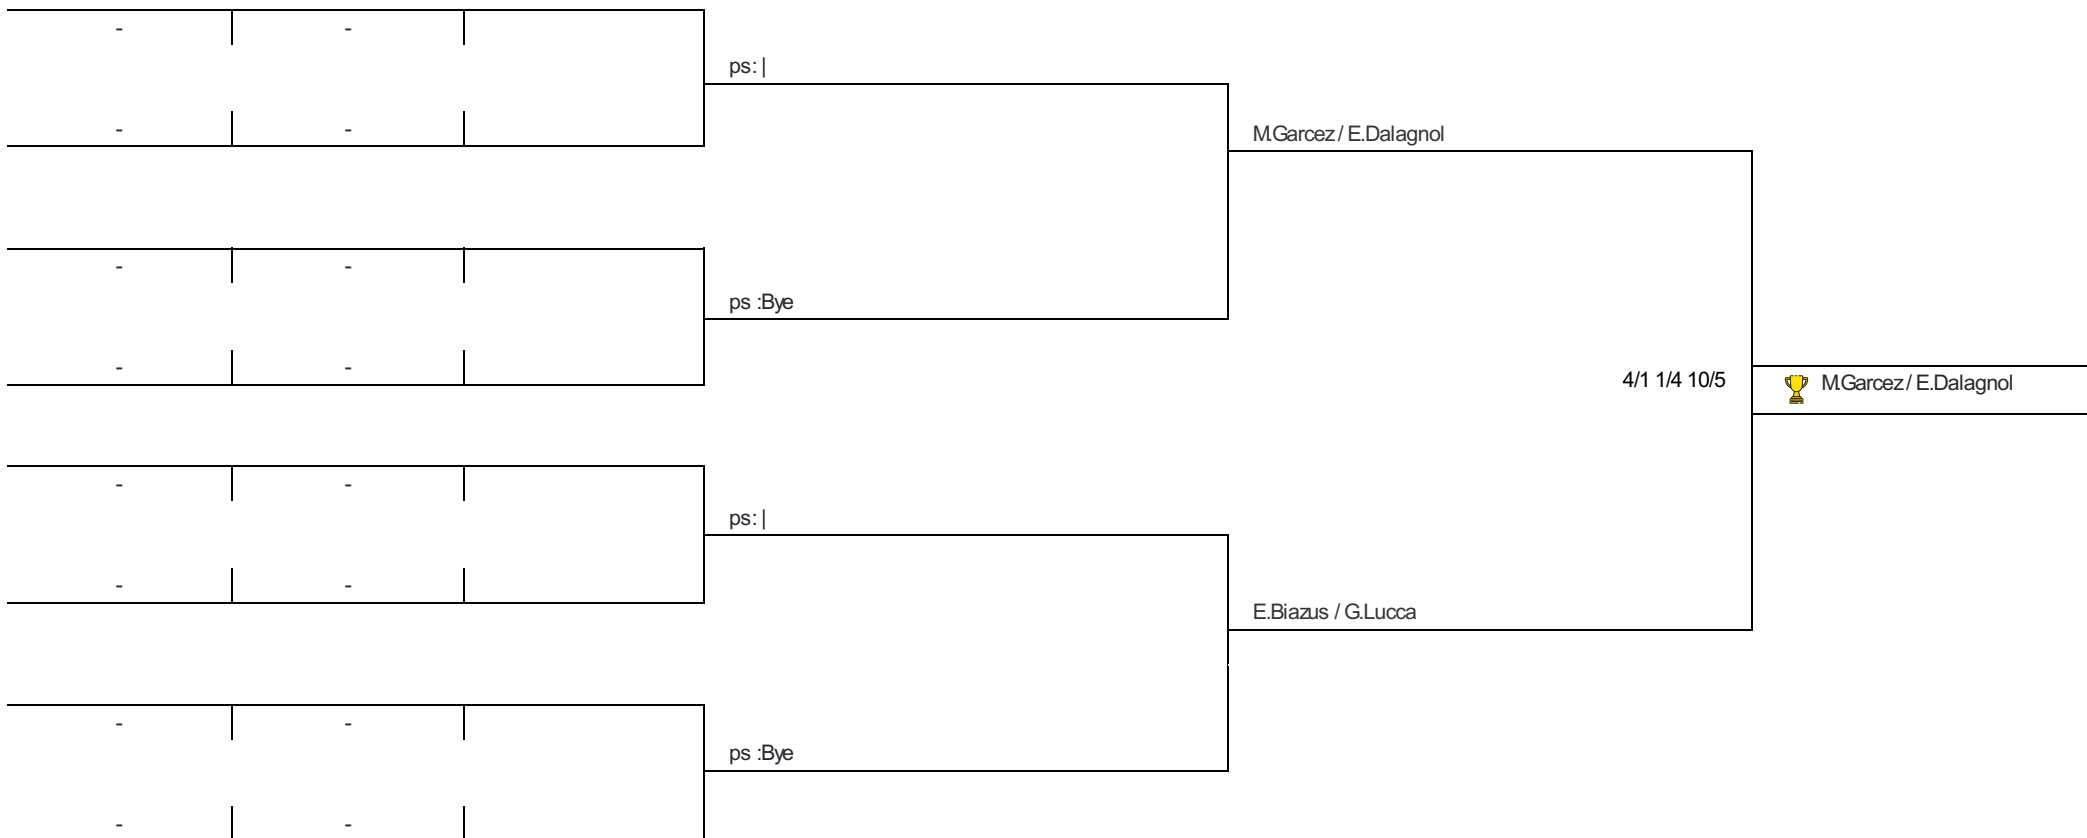 - -
ps: |
- -
M.Garcez / E.Dalagnol
- -
ps :Bye
- -
4/1 1/4 10/5
M.Garcez / E.Dalagnol
- -
ps: |
- -
E.Biazus / G.Lucca
- -
ps :Bye
- -